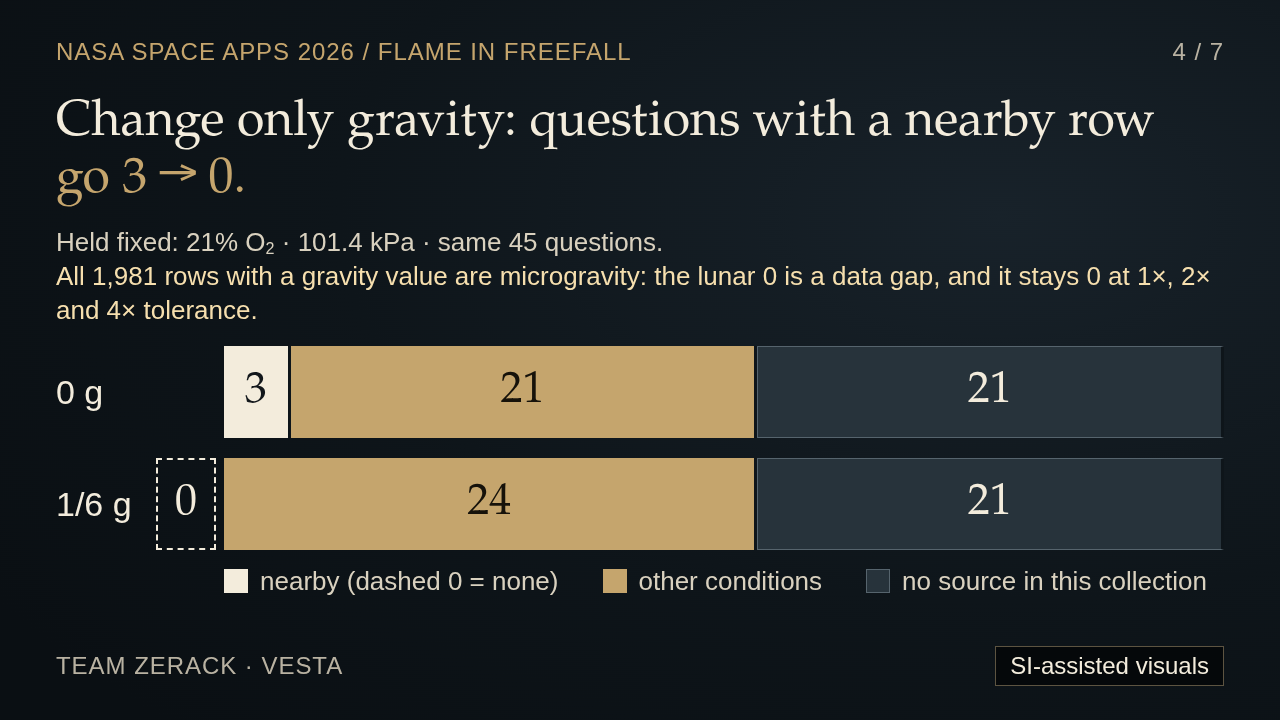 NASA SPACE APPS 2026 / FLAME IN FREEFALL
4 / 7
Change only gravity: questions with a nearby row
go 3 → 0.
Held fixed: 21% O₂ · 101.4 kPa · same 45 questions.
All 1,981 rows with a gravity value are microgravity: the lunar 0 is a data gap, and it stays 0 at 1×, 2×
and 4× tolerance.
0 g
3
21
21
1/6 g
0
24
21
nearby (dashed 0 = none)
other conditions
no source in this collection
TEAM ZERACK · VESTA
SI-assisted visuals